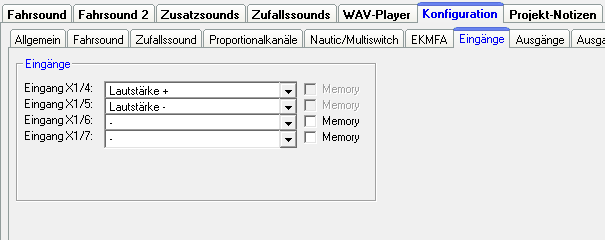 Fahrsound Fahrsound 2 Zusatzsounds Zufallssounds WAV-Player Konfiguration Projekt-Notizen
Allgemein Fahrsound Zufallssound Proportionalkanäle Nautic/Multiswitch EKMFA Eingänge Ausgänge Ausga
Eingänge
Eingang X1/4: Lautstärke + Memory
Eingang X1/5: Lautstärke - Memory
Eingang X1/6: - Memory
Eingang X1/7: - Memory